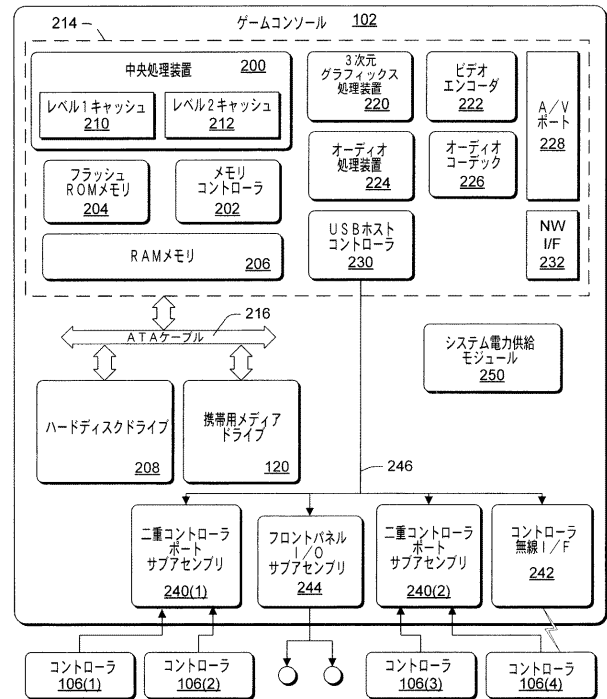 214
ゲームコンソール 102
中央処理装置 200
レベル1キャッシュ
210
レベル2キャッシュ
212
3次元
グラフィックス
処理装置
220
ビデオ
エンコーダ
222
A/V
ポート
228
フラッシュ
ROMメモリ
204
メモリ
コントローラ
202
オーディオ
処理装置
224
オーディオ
コーデック
226
RAMメモリ 206
USBホスト
コントローラ
230
NW
I/F
232
216
ATAケーブル
システム電力供給
モジュール
250
ハードディスクドライブ
208
携帯用メディア
ドライブ
120
246
二重コントローラ
ポート
サブアセンブリ
240(1)
フロントパネル
I/O
サブアセンブリ
244
二重コントローラ
ポート
サブアセンブリ
240(2)
コントローラ
無線I/F
242
コントローラ
106(1)
コントローラ
106(2)
コントローラ
106(3)
コントローラ
106(4)